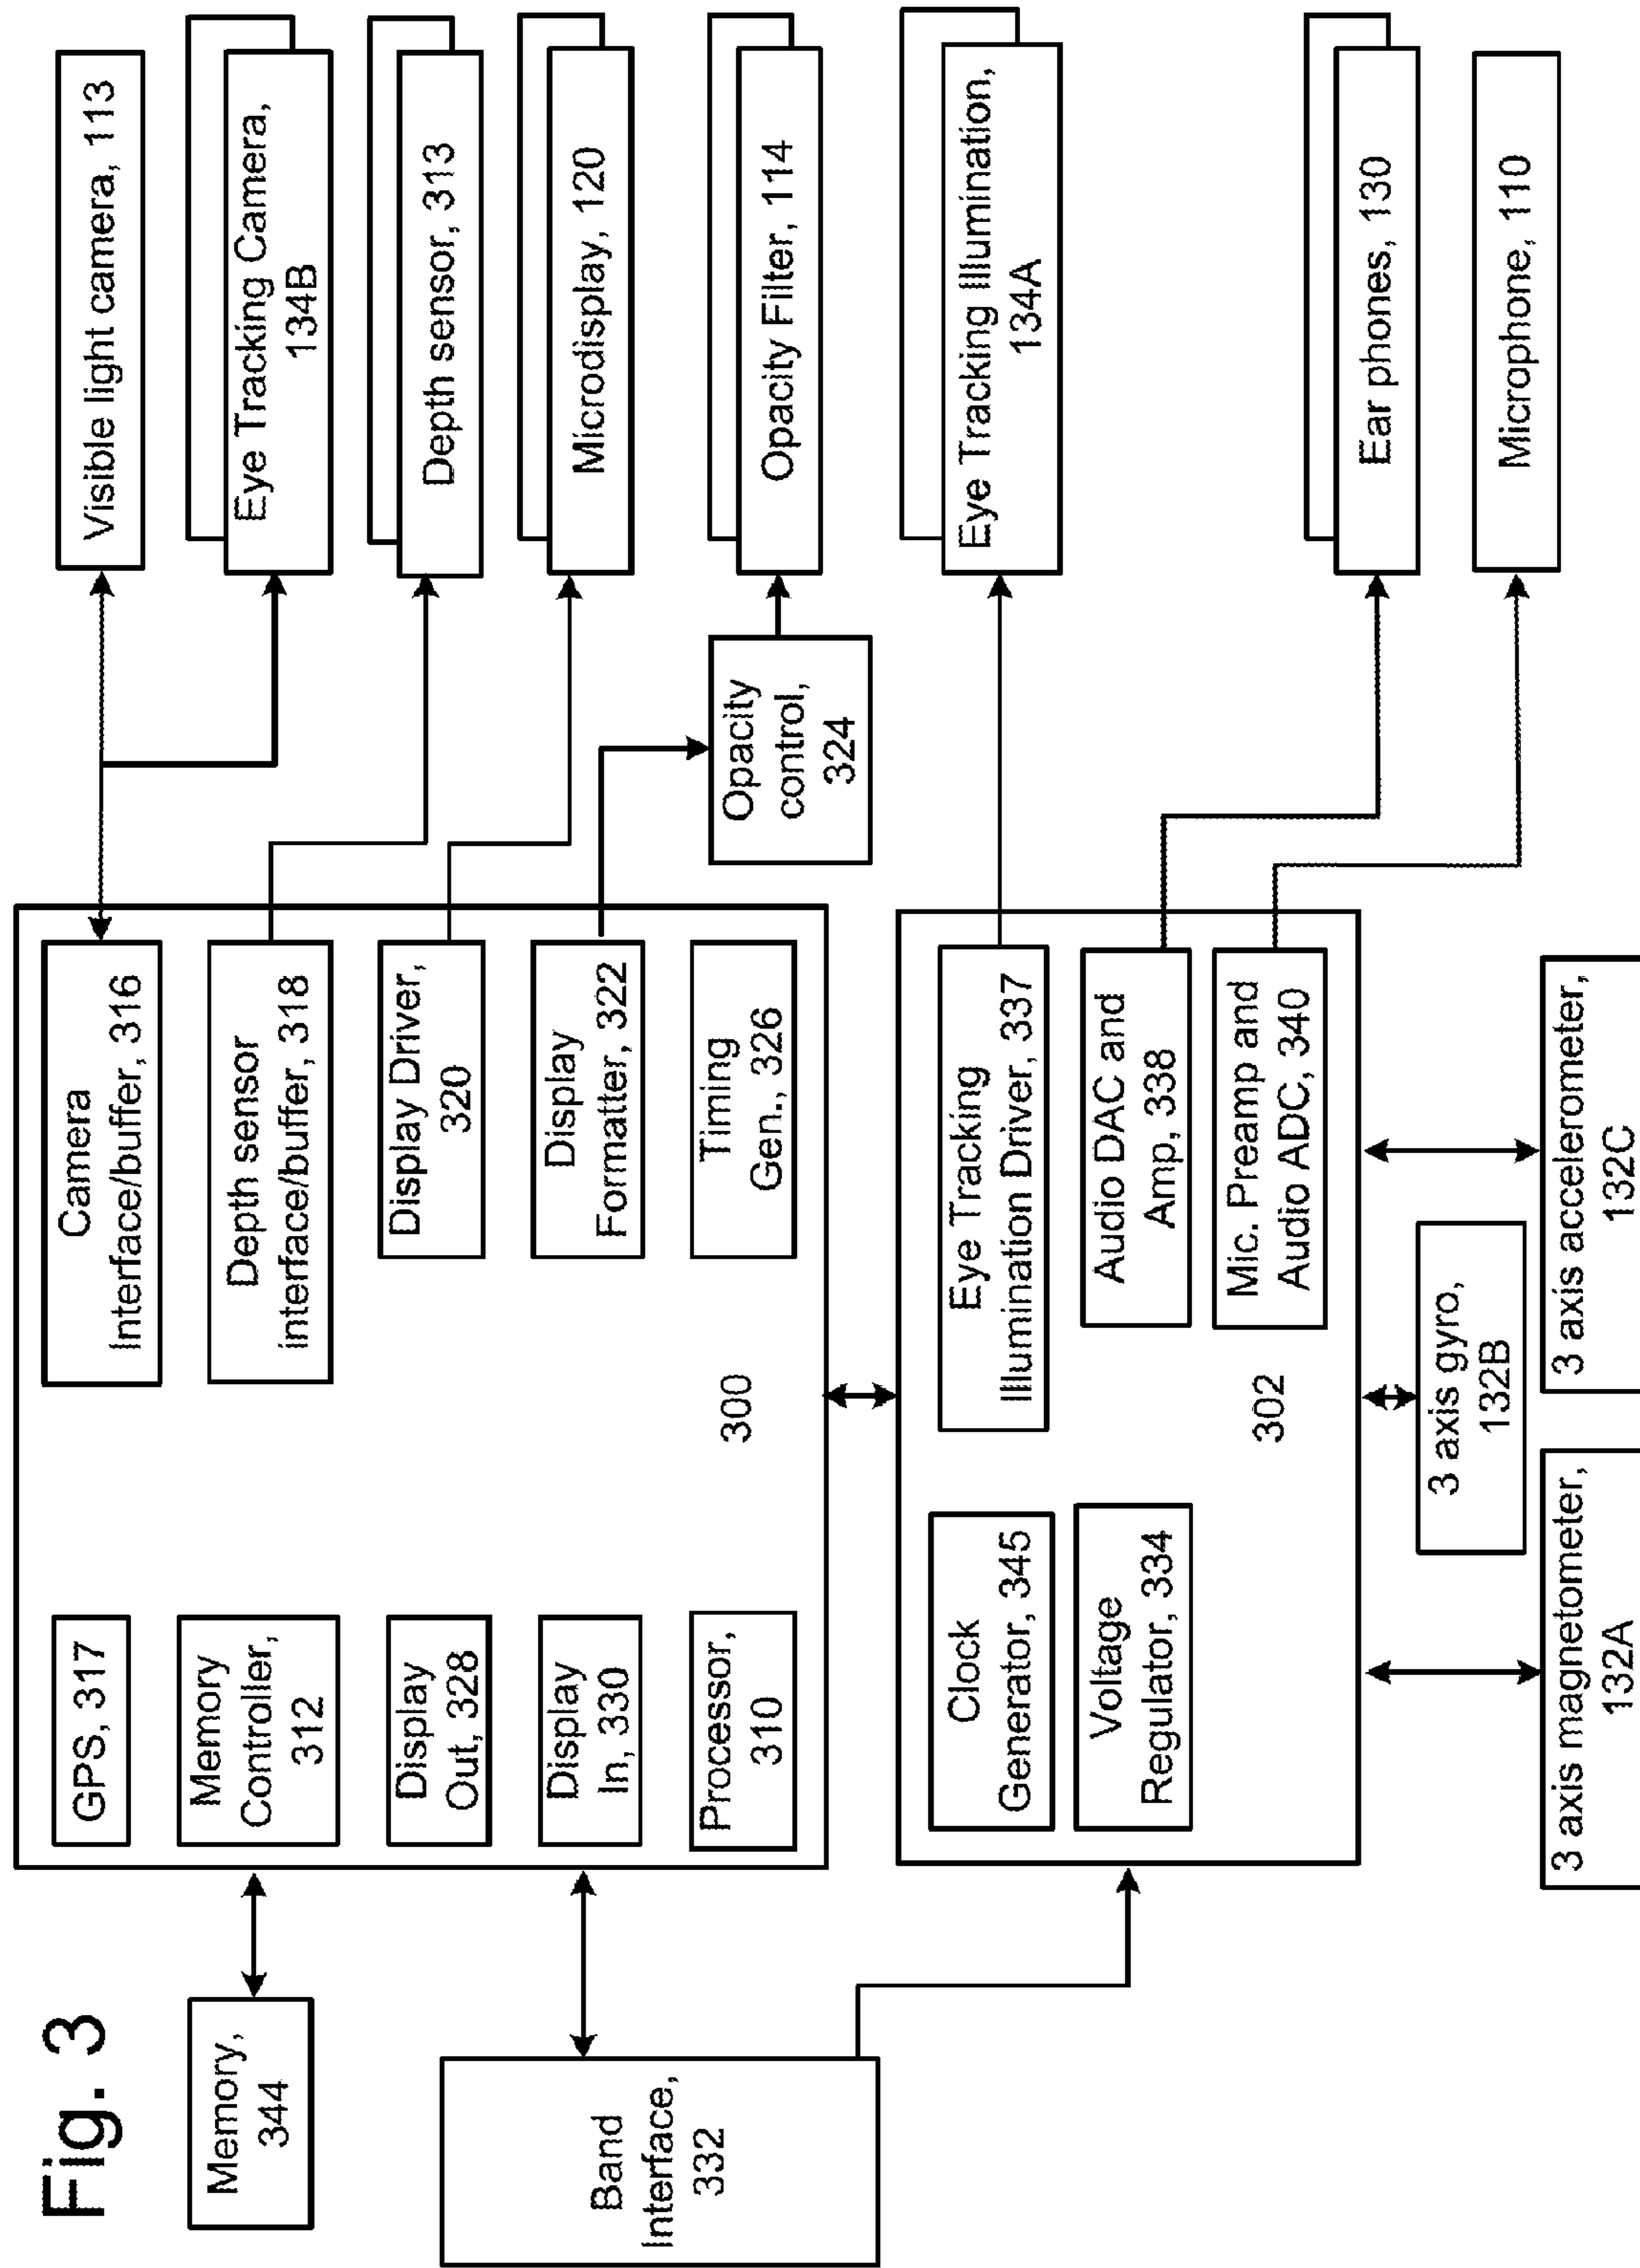 Fig. 3
Memory,
344
Band
Interface,
332
GPS, 317
Memory
Controller,
312
Display
Out, 328
Display
In, 330
Processor,
310
300
Camera
Interface/buffer, 316
Depth sensor
interface/buffer, 318
Display Driver,
320
Display
Formatter, 322
Timing
Gen., 326
Opacity
control,
324
Visible light camera, 113
Eye Tracking Camera,
134B
Depth sensor, 313
Microdisplay, 120
Opacity Filter, 114
Eye Tracking Illumination,
134A
Ear phones, 130
Microphone, 110
Clock
Generator, 345
Voltage
Regulator, 334
302
Eye Tracking
Illumination Driver, 337
Audio DAC and
Amp, 338
Mic. Preamp and
Audio ADC, 340
3 axis magnetometer,
132A
3 axis gyro,
132B
3 axis accelerometer,
132C